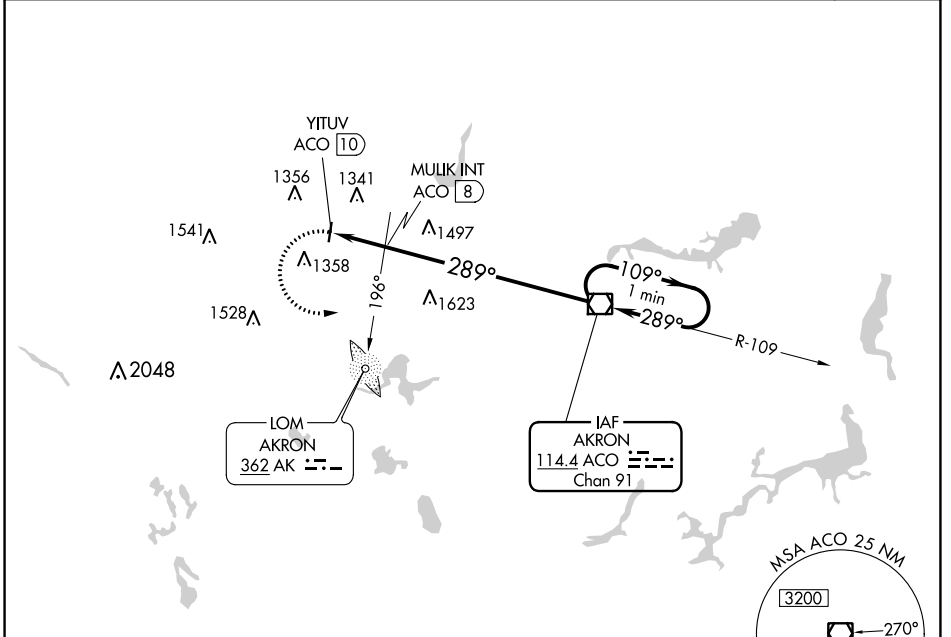 YITUV
ACO 10
MULIK INT
ACO 8
1356
1341
1541
1497
1358
289°
109°
1 min
289°
196°
1623
1528
R-109
2048
LOM
AKRON
362 AK
IAF
AKRON
114.4 ACO
Chan 91
MSA ACO 25 NM
3200
270°